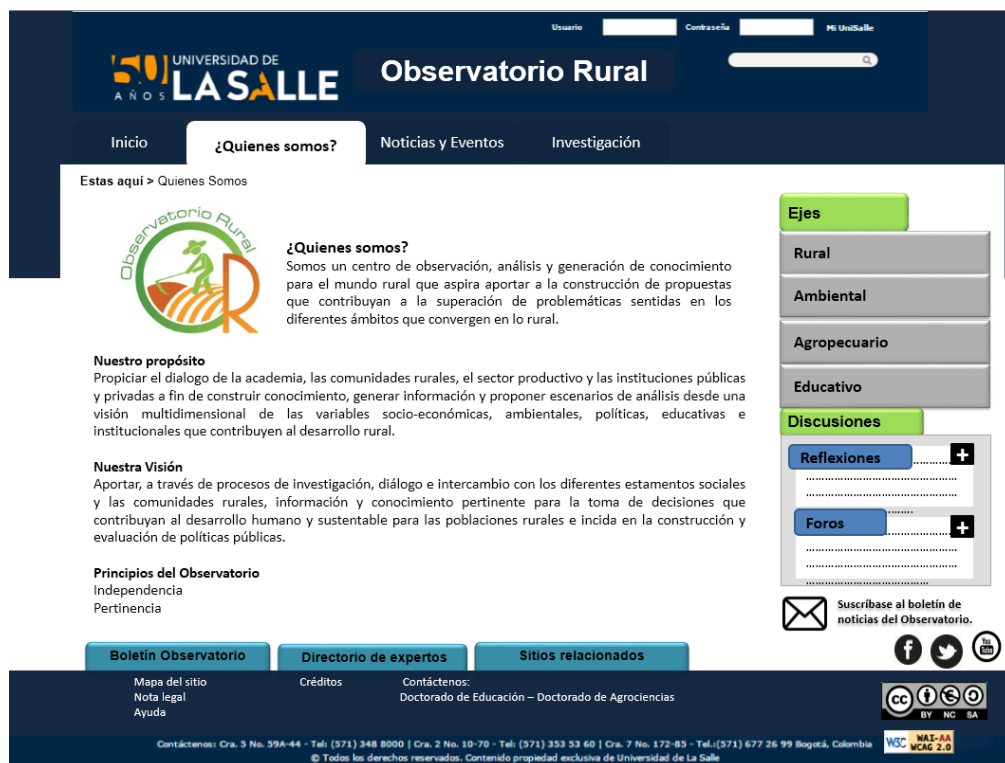 Usuario Contraseña Mi UniSalle
50 AÑOS UNIVERSIDAD DE LA SALLE
Observatorio Rural
Inicio ¿Quienes somos? Noticias y Eventos Investigación
Estas aquí > Quienes Somos
Observatorio Rural
OR
¿Quienes somos?
Somos un centro de observación, análisis y generación de conocimiento
para el mundo rural que aspira aportar a la construcción de propuestas
que contribuyan a la superación de problemáticas sentidas en los
diferentes ámbitos que convergen en lo rural.
Nuestro propósito
Propiciar el dialogo de la academia, las comunidades rurales, el sector productivo y las instituciones públicas
y privadas a fin de construir conocimiento, generar información y proponer escenarios de análisis desde una
visión multidimensional de las variables socio-económicas, ambientales, políticas, educativas e
institucionales que contribuyen al desarrollo rural.
Nuestra Visión
Aportar, a través de procesos de investigación, diálogo e intercambio con los diferentes estamentos sociales
y las comunidades rurales, información y conocimiento pertinente para la toma de decisiones que
contribuyan al desarrollo humano y sustentable para las poblaciones rurales e incida en la construcción y
evaluación de políticas públicas.
Principios del Observatorio
Independencia
Pertinencia
Ejes
Rural
Ambiental
Agropecuario
Educativo
Discusiones
Reflexiones
Foros
Suscríbase al boletín de
noticias del Observatorio.
You Tube
Boletín Observatorio Directorio de expertos Sitios relacionados
Mapa del sitio Créditos Contáctenos:
Nota legal Doctorado de Educación – Doctorado de Agrociencias
Ayuda
cc BY NC SA
W3C WAI-AA WCAG 2.0
Contáctenos: Cra. 5 No. 59A-44 - Tel: (571) 348 8000 | Cra. 2 No. 10-70 - Tel: (571) 353 53 60 | Cra. 7 No. 172-85 - Tel.:(571) 677 26 99 Bogotá, Colombia
© Todos los derechos reservados. Contenido propiedad exclusiva de Universidad de La Salle